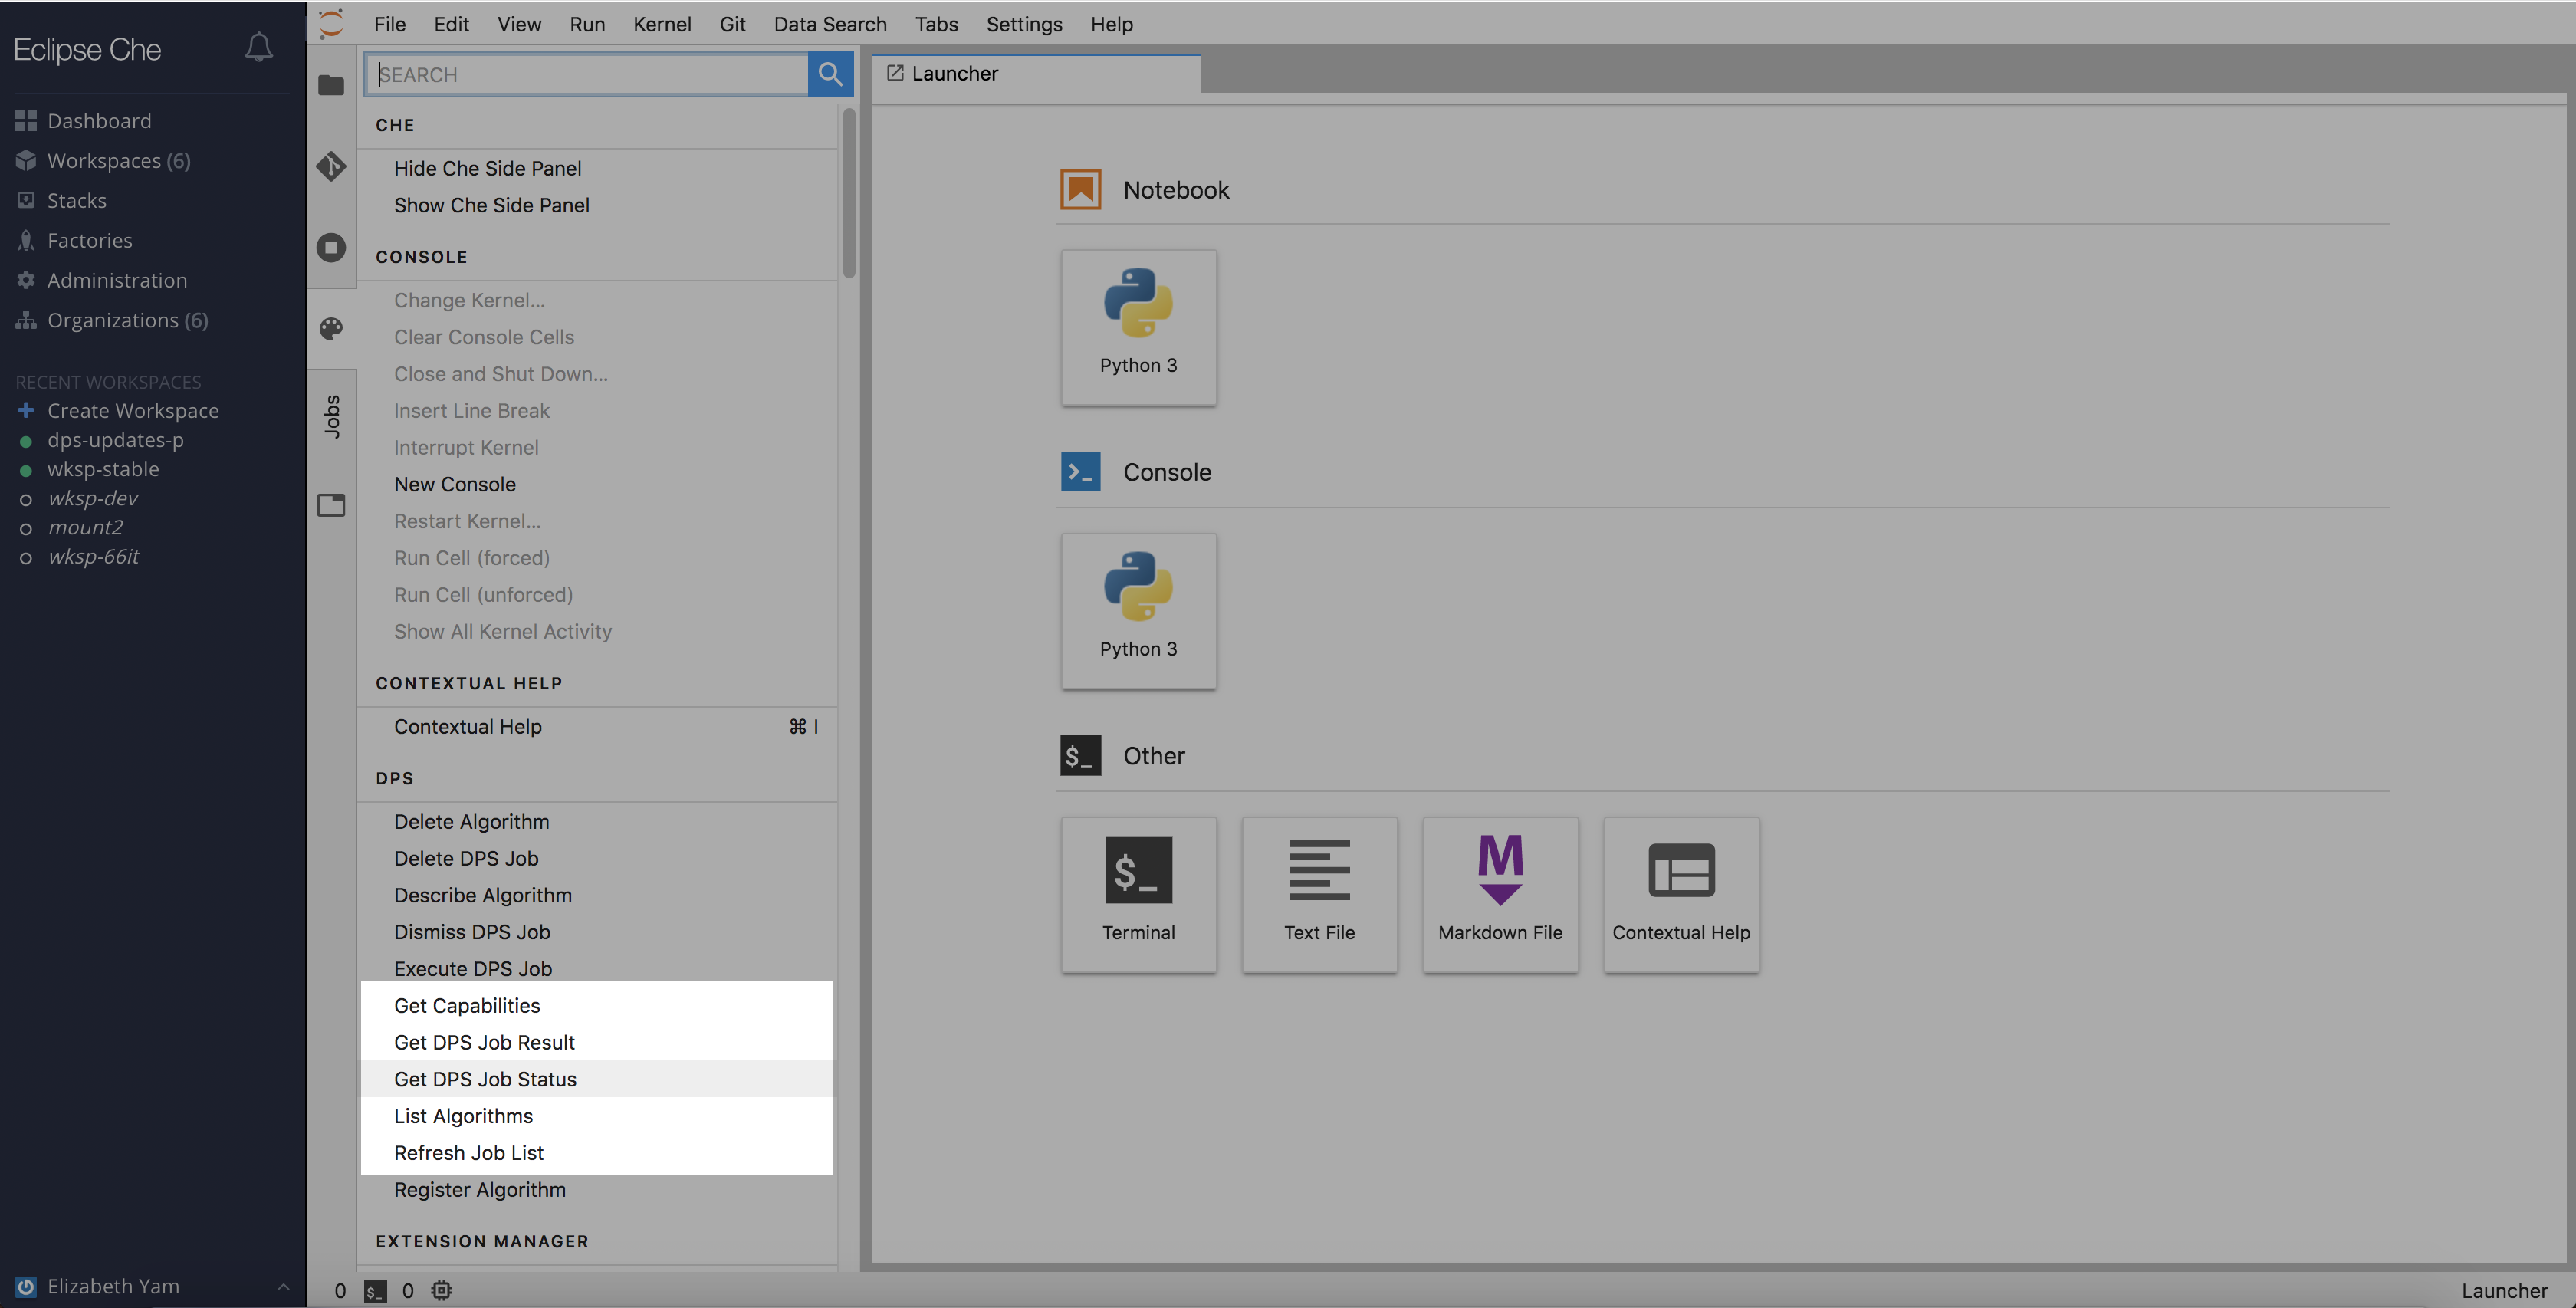 Eclipse Che
Dashboard
Workspaces (6)
Stacks
Factories
Administration
Organizations (6)
RECENT WORKSPACES
Create Workspace
dps-updates-p
wksp-stable
wksp-dev
mount2
wksp-66it
Elizabeth Yam
File Edit View Run Kernel Git Data Search Tabs Settings Help
Jobs
SEARCH
CHE
Hide Che Side Panel
Show Che Side Panel
CONSOLE
Change Kernel...
Clear Console Cells
Close and Shut Down...
Insert Line Break
Interrupt Kernel
New Console
Restart Kernel...
Run Cell (forced)
Run Cell (unforced)
Show All Kernel Activity
CONTEXTUAL HELP
Contextual Help ⌘ I
DPS
Delete Algorithm
Delete DPS Job
Describe Algorithm
Dismiss DPS Job
Execute DPS Job
Get Capabilities
Get DPS Job Result
Get DPS Job Status
List Algorithms
Refresh Job List
Register Algorithm
EXTENSION MANAGER
Launcher
Notebook
Python 3
Console
Python 3
$_ Other
$_ M
Terminal Text File Markdown File Contextual Help
0 $_ 0 Launcher